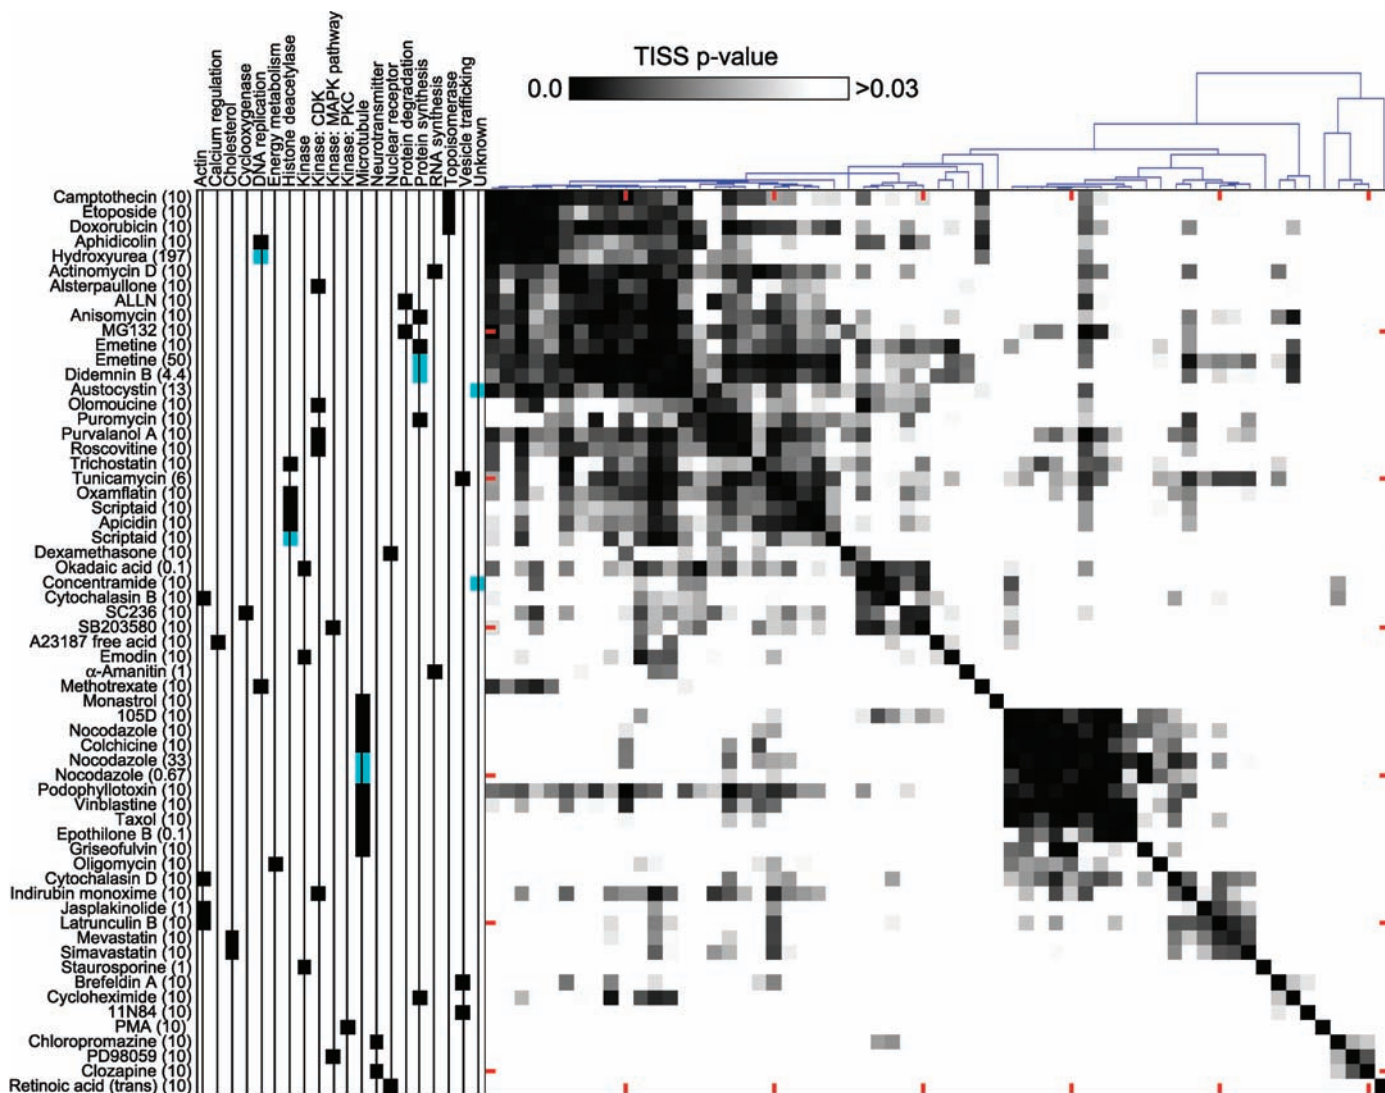 TISS p-value
0.0
>0.03
Actin
Calcium regulation
Cholesterol
Cyclooxygenase
DNA replication
Energy metabolism
Histone deacetylase
Kinase
Kinase: CDK
Kinase: MAPK pathway
Kinase: PKC
Microtubule
Neurotransmitter
Nuclear receptor
Protein degradation
Protein synthesis
RNA synthesis
Topoisomerase
Vesicle trafficking
Unknown
Camptothecin (10)
Etoposide (10)
Doxorubicin (10)
Aphidicolin (10)
Hydroxyurea (197)
Actinomycin D (10)
Alsterpaullone (10)
ALLN (10)
Anisomycin (10)
MG132 (10)
Emetine (10)
Emetine (50)
Didemnin B (4.4)
Austocystin (13)
Olomoucine (10)
Puromycin (10)
Purvalanol A (10)
Roscovitine (10)
Trichostatin (10)
Tunicamycin (6)
Oxamflatin (10)
Scriptaid (10)
Apicidin (10)
Scriptaid (10)
Dexamethasone (10)
Okadaic acid (0.1)
Concentramide (10)
Cytochalasin B (10)
SC236 (10)
SB203580 (10)
A23187 free acid (10)
Emodin (10)
α-Amanitin (1)
Methotrexate (10)
Monastrol (10)
105D (10)
Nocodazole (10)
Colchicine (10)
Nocodazole (33)
Nocodazole (0.67)
Podophyllotoxin (10)
Vinblastine (10)
Taxol (10)
Epothilone B (0.1)
Griseofulvin (10)
Oligomycin (10)
Cytochalasin D (10)
Indirubin monoxime (10)
Jasplakinolide (1)
Latrunculin B (10)
Mevastatin (10)
Simavastatin (10)
Staurosporine (1)
Brefeldin A (10)
Cycloheximide (10)
11N84 (10)
PMA (10)
Chloropromazine (10)
PD98059 (10)
Clozapine (10)
Retinoic acid (trans) (10)